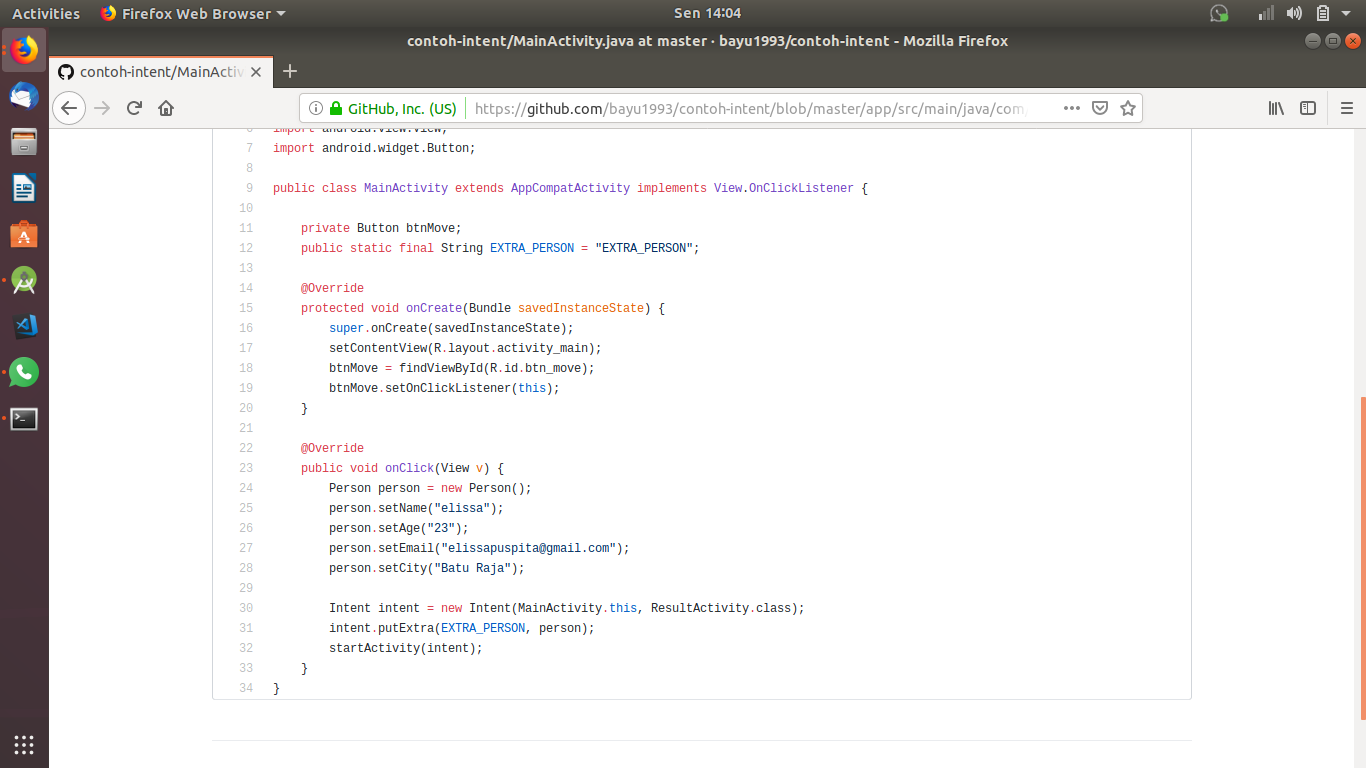 Activities Firefox Web Browser Sen 14:04
contoh-intent/MainActivity.java at master · bayu1993/contoh-intent - Mozilla Firefox
contoh-intent/MainActiv
GitHub, Inc. (US) https://github.com/bayu1993/contoh-intent/blob/master/app/src/main/java/com
6 import android.view.View;
7 import android.widget.Button;
8
9 public class MainActivity extends AppCompatActivity implements View.OnClickListener {
10
11 private Button btnMove;
12 public static final String EXTRA_PERSON = "EXTRA_PERSON";
13
14 @Override
15 protected void onCreate(Bundle savedInstanceState) {
16 super.onCreate(savedInstanceState);
17 setContentView(R.layout.activity_main);
18 btnMove = findViewById(R.id.btn_move);
19 btnMove.setOnClickListener(this);
20 }
21
22 @Override
23 public void onClick(View v) {
24 Person person = new Person();
25 person.setName("elissa");
26 person.setAge("23");
27 person.setEmail("elissapuspita@gmail.com");
28 person.setCity("Batu Raja");
29
30 Intent intent = new Intent(MainActivity.this, ResultActivity.class);
31 intent.putExtra(EXTRA_PERSON, person);
32 startActivity(intent);
33 }
34 }